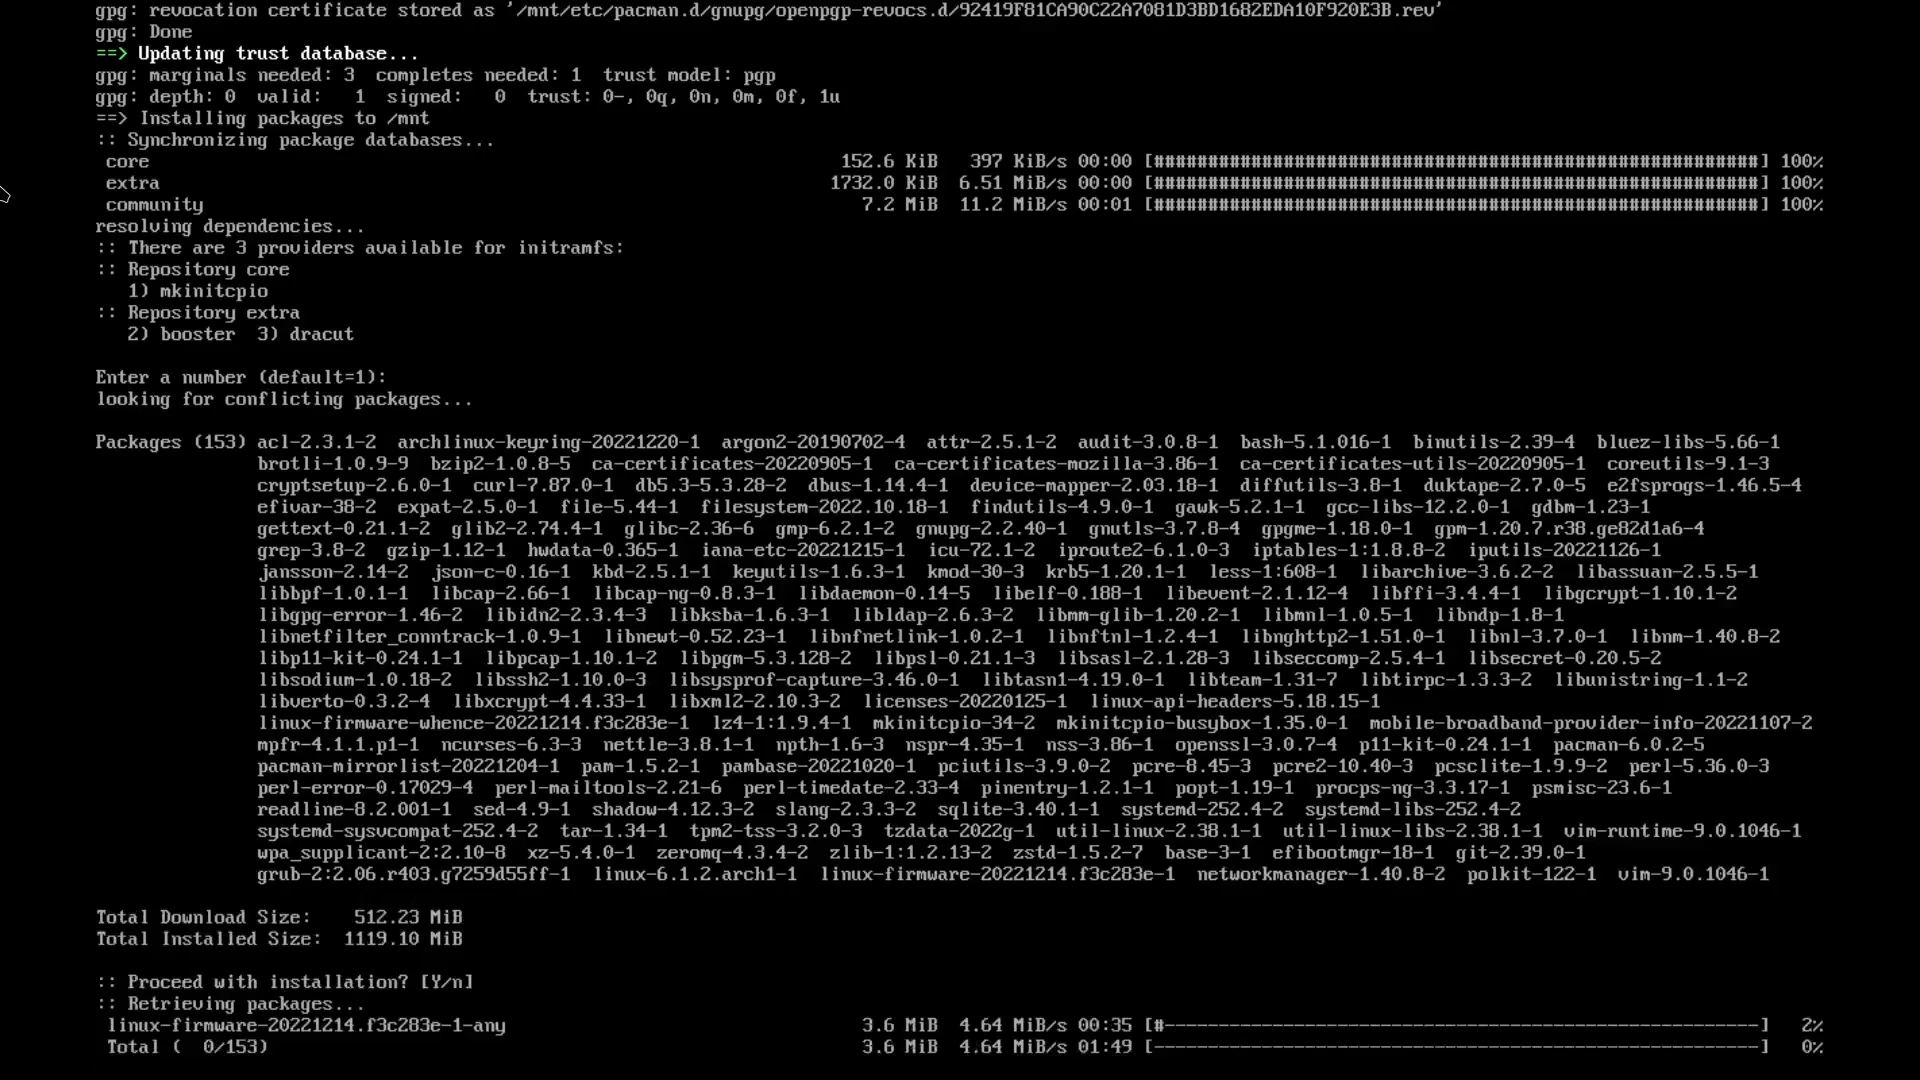 gpg: revocation certificate stored as '/mnt/etc/pacman.d/gnupg/openpgp-revocs.d/92419F81CA90C22A7081D3BD1682EDA10F920E3B.rev'
gpg: Done
==> Updating trust database...
gpg: marginals needed: 3  completes needed: 1  trust model: pgp
gpg: depth: 0  valid:   1  signed:   0  trust: 0-, 0q, 0n, 0m, 0f, 1u
==> Installing packages to /mnt
:: Synchronizing package databases...
core 152.6 KiB 397 KiB/s 00:00 [########################################################] 100%
extra 1732.0 KiB 6.51 MiB/s 00:00 [########################################################] 100%
community 7.2 MiB 11.2 MiB/s 00:01 [########################################################] 100%
resolving dependencies...
:: There are 3 providers available for initramfs:
:: Repository core
1) mkinitcpio
:: Repository extra
2) booster  3) dracut
Enter a number (default=1):
looking for conflicting packages...
Packages (153) acl-2.3.1-2  archlinux-keyring-20221220-1  argon2-20190702-4  attr-2.5.1-2  audit-3.0.8-1  bash-5.1.016-1  binutils-2.39-4  bluez-libs-5.66-1
brotli-1.0.9-9  bzip2-1.0.8-5  ca-certificates-20220905-1  ca-certificates-mozilla-3.86-1  ca-certificates-utils-20220905-1  coreutils-9.1-3
cryptsetup-2.6.0-1  curl-7.87.0-1  db5.3-5.3.28-2  dbus-1.14.4-1  device-mapper-2.03.18-1  diffutils-3.8-1  duktape-2.7.0-5  e2fsprogs-1.46.5-4
efivar-38-2  expat-2.5.0-1  file-5.44-1  filesystem-2022.10.18-1  findutils-4.9.0-1  gawk-5.2.1-1  gcc-libs-12.2.0-1  gdbm-1.23-1
gettext-0.21.1-2  glib2-2.74.4-1  glibc-2.36-6  gmp-6.2.1-2  gnupg-2.2.40-1  gnutls-3.7.8-4  gpgme-1.18.0-1  gpm-1.20.7.r38.ge82d1a6-4
grep-3.8-2  gzip-1.12-1  hwdata-0.365-1  iana-etc-20221215-1  icu-72.1-2  iproute2-6.1.0-3  iptables-1:1.8.8-2  iputils-20221126-1
jansson-2.14-2  json-c-0.16-1  kbd-2.5.1-1  keyutils-1.6.3-1  kmod-30-3  krb5-1.20.1-1  less-1:608-1  libarchive-3.6.2-2  libassuan-2.5.5-1
libbpf-1.0.1-1  libcap-2.66-1  libcap-ng-0.8.3-1  libdaemon-0.14-5  libelf-0.188-1  libevent-2.1.12-4  libffi-3.4.4-1  libgcrypt-1.10.1-2
libgpg-error-1.46-2  libidn2-2.3.4-3  libksba-1.6.3-1  libldap-2.6.3-2  libmm-glib-1.20.2-1  libmnl-1.0.5-1  libndp-1.8-1
libnetfilter_conntrack-1.0.9-1  libnewt-0.52.23-1  libnfnetlink-1.0.2-1  libnftnl-1.2.4-1  libnghttp2-1.51.0-1  libnl-3.7.0-1  libnm-1.40.8-2
libp11-kit-0.24.1-1  libpcap-1.10.1-2  libpgm-5.3.128-2  libpsl-0.21.1-3  libsasl-2.1.28-3  libseccomp-2.5.4-1  libsecret-0.20.5-2
libsodium-1.0.18-2  libssh2-1.10.0-3  libsysprof-capture-3.46.0-1  libtasn1-4.19.0-1  libteam-1.31-7  libtirpc-1.3.3-2  libunistring-1.1-2
libverto-0.3.2-4  libxcrypt-4.4.33-1  libxml2-2.10.3-2  licenses-20220125-1  linux-api-headers-5.18.15-1
linux-firmware-whence-20221214.f3c283e-1  lz4-1:1.9.4-1  mkinitcpio-34-2  mkinitcpio-busybox-1.35.0-1  mobile-broadband-provider-info-20221107-2
mpfr-4.1.1.p1-1  ncurses-6.3-3  nettle-3.8.1-1  npth-1.6-3  nspr-4.35-1  nss-3.86-1  openssl-3.0.7-4  p11-kit-0.24.1-1  pacman-6.0.2-5
pacman-mirrorlist-20221204-1  pam-1.5.2-1  pambase-20221020-1  pciutils-3.9.0-2  pcre-8.45-3  pcre2-10.40-3  pcsclite-1.9.9-2  perl-5.36.0-3
perl-error-0.17029-4  perl-mailtools-2.21-6  perl-timedate-2.33-4  pinentry-1.2.1-1  popt-1.19-1  procps-ng-3.3.17-1  psmisc-23.6-1
readline-8.2.001-1  sed-4.9-1  shadow-4.12.3-2  slang-2.3.3-2  sqlite-3.40.1-1  systemd-252.4-2  systemd-libs-252.4-2
systemd-sysvcompat-252.4-2  tar-1.34-1  tpm2-tss-3.2.0-3  tzdata-2022g-1  util-linux-2.38.1-1  util-linux-libs-2.38.1-1  vim-runtime-9.0.1046-1
wpa_supplicant-2:2.10-8  xz-5.4.0-1  zeromq-4.3.4-2  zlib-1:1.2.13-2  zstd-1.5.2-7  base-3-1  efibootmgr-18-1  git-2.39.0-1
grub-2:2.06.r403.g7259d55ff-1  linux-6.1.2.arch1-1  linux-firmware-20221214.f3c283e-1  networkmanager-1.40.8-2  polkit-122-1  vim-9.0.1046-1
Total Download Size:    512.23 MiB
Total Installed Size:  1119.10 MiB
:: Proceed with installation? [Y/n]
:: Retrieving packages...
linux-firmware-20221214.f3c283e-1-any 3.6 MiB 4.64 MiB/s 00:35 [#-------------------------------------------------------] 2%
Total (  0/153) 3.6 MiB 4.64 MiB/s 01:49 [--------------------------------------------------------] 0%